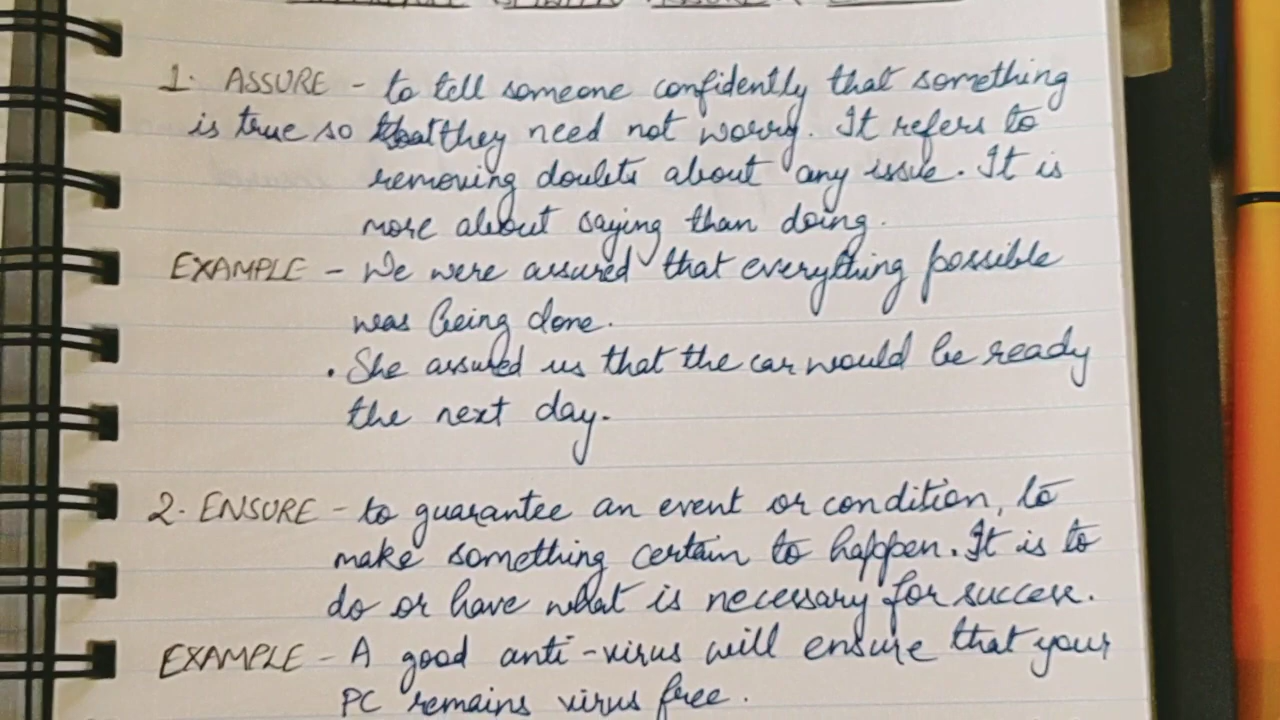 1. ASSURE - to tell someone confidently that something
is true so that they need not worry. It refers to
removing doubts about any issue. It is
more about saying than doing.
EXAMPLE - We were assured that everything possible
was being done.
. She assured us that the car would be ready
the next day.
2. ENSURE - to guarantee an event or condition, to
make something certain to happen. It is to
do or have what is necessary for success.
EXAMPLE - A good anti-virus will ensure that your
PC remains virus free.